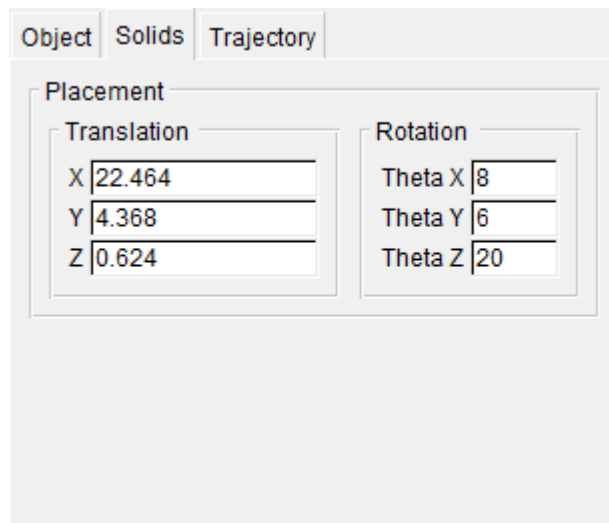 Object Solids Trajectory
Placement
Translation Rotation
X 22.464 Theta X 8
Y 4.368 Theta Y 6
Z 0.624 Theta Z 20